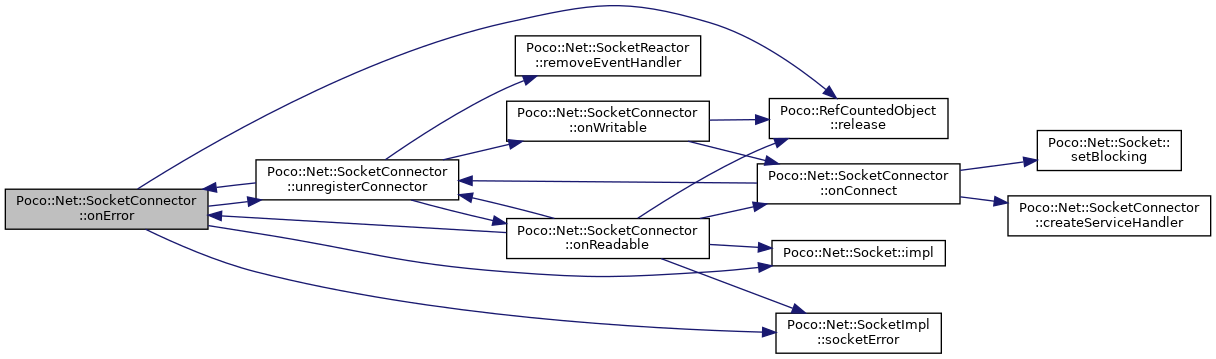 Poco::Net::SocketConnector
::onError
Poco::Net::SocketConnector
::unregisterConnector
Poco::Net::SocketReactor
::removeEventHandler
Poco::Net::SocketConnector
::onWritable
Poco::Net::SocketConnector
::onReadable
Poco::RefCountedObject
::release
Poco::Net::SocketConnector
::onConnect
Poco::Net::Socket::impl
Poco::Net::SocketImpl
::socketError
Poco::Net::Socket::
setBlocking
Poco::Net::SocketConnector
::createServiceHandler